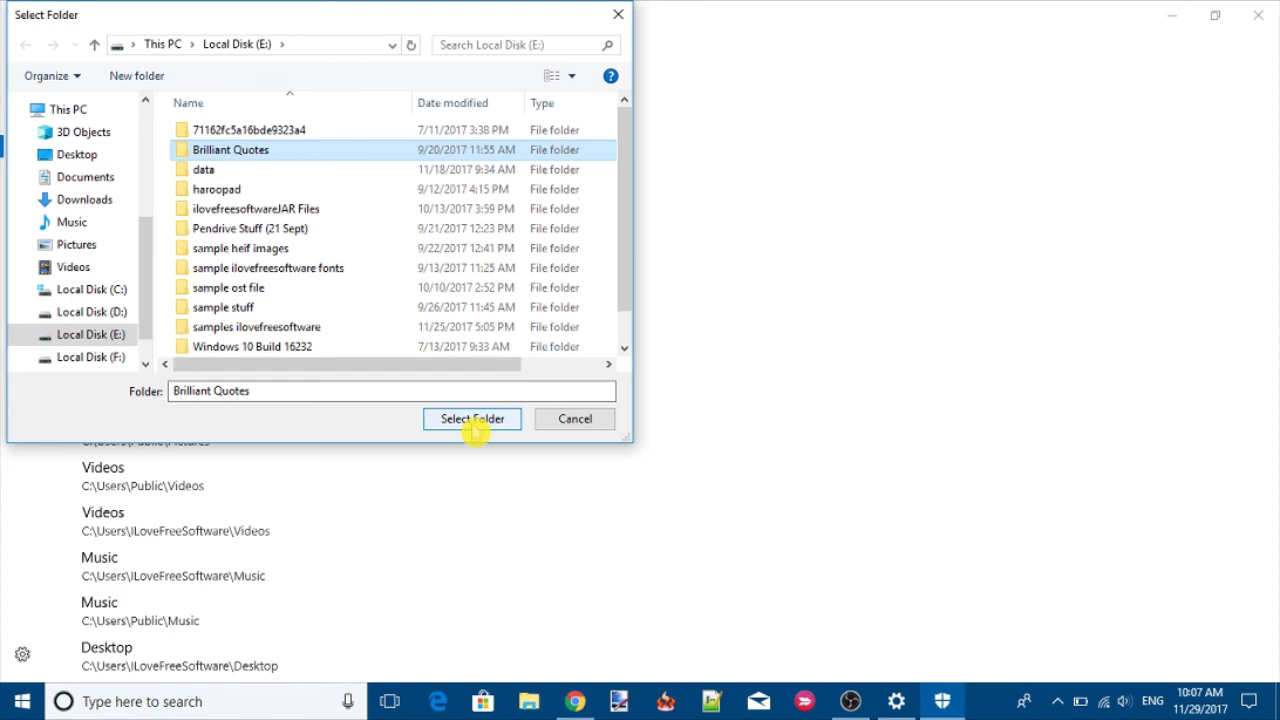 Select Folder
This PC > Local Disk (E:) >
Search Local Disk (E:)
Organize
New folder
Name
Date modified
Type
This PC
3D Objects
Desktop
Documents
Downloads
Music
Pictures
Videos
Local Disk (C:)
Local Disk (D:)
Local Disk (E:)
Local Disk (F:)
71162fc5a16bde9323a4 7/11/2017 3:38 PM File folder
Brilliant Quotes 9/20/2017 11:55 AM File folder
data 11/18/2017 9:34 AM File folder
haroopad 9/12/2017 4:15 PM File folder
ilovefreesoftwareJAR Files 10/13/2017 3:59 PM File folder
Pendrive Stuff (21 Sept) 9/21/2017 12:23 PM File folder
sample heif images 9/22/2017 12:41 PM File folder
sample ilovefreesoftware fonts 9/13/2017 11:25 AM File folder
sample ost file 10/10/2017 2:52 PM File folder
sample stuff 9/26/2017 11:45 AM File folder
samples ilovefreesoftware 11/25/2017 5:05 PM File folder
Windows 10 Build 16232 7/13/2017 9:33 AM File folder
Folder: Brilliant Quotes
Select Folder
Cancel
C:\Users\Public\Pictures
Videos
C:\Users\Public\Videos
Videos
C:\Users\ILoveFreeSoftware\Videos
Music
C:\Users\ILoveFreeSoftware\Music
Music
C:\Users\Public\Music
Desktop
C:\Users\ILoveFreeSoftware\Desktop
Type here to search
ENG
10:07 AM
11/29/2017